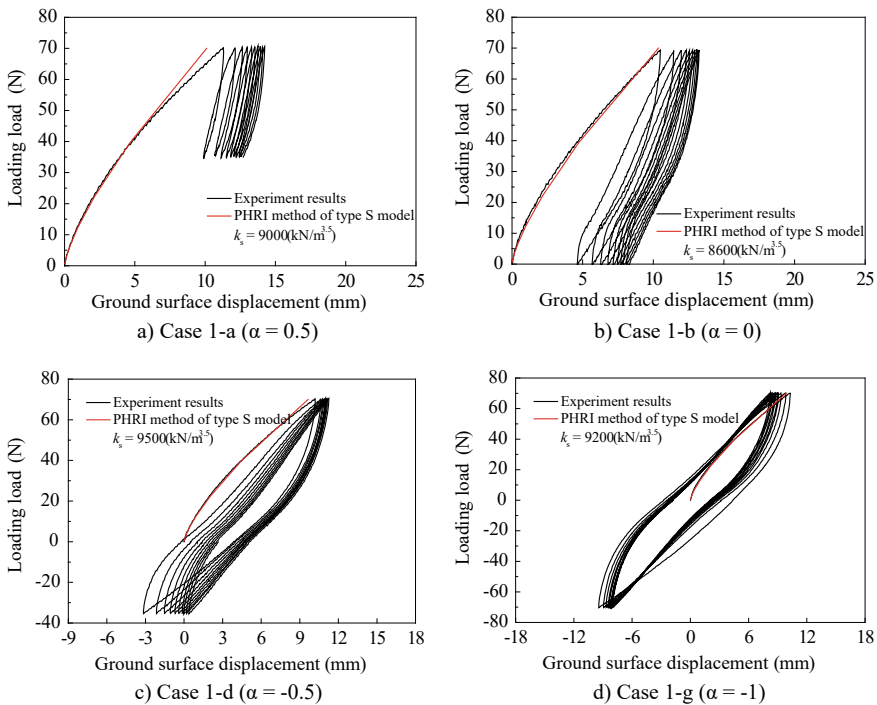 80
70
60
50
40
30
20
10
0
Loading load (N)
Experiment results
PHRI method of type S model
kₛ = 9000(kN/m³·⁵)
0 5 10 15 20 25
Ground surface displacement (mm)
a) Case 1-a (α = 0.5)
80
70
60
50
40
30
20
10
0
Loading load (N)
Experiment results
PHRI method of type S model
kₛ = 8600(kN/m³·⁵)
0 5 10 15 20 25
Ground surface displacement (mm)
b) Case 1-b (α = 0)
80
60
40
20
0
-20
-40
Loading load (N)
Experiment results
PHRI method of type S model
kₛ = 9500(kN/m³·⁵)
-9 -6 -3 0 3 6 9 12 15 18
Ground surface displacement (mm)
c) Case 1-d (α = -0.5)
80
60
40
20
0
-20
-40
-60
-80
Loading load (N)
Experiment results
PHRI method of type S model
kₛ = 9200(kN/m³·⁵)
-18 -12 -6 0 6 12 18
Ground surface displacement (mm)
d) Case 1-g (α = -1)